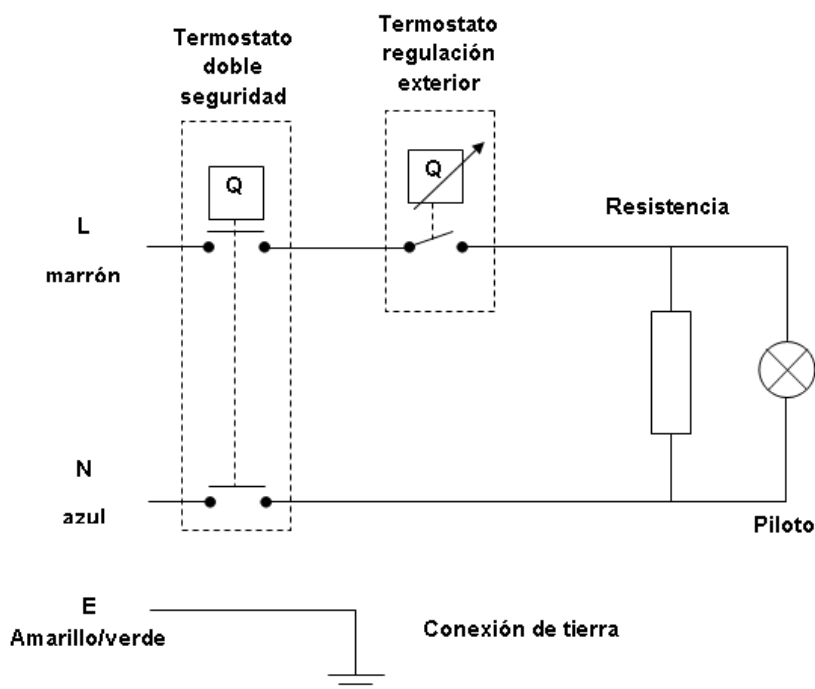 Termostato
doble
seguridad
Termostato
regulación
exterior
Q
Q
L
marrón
Resistencia
N
azul
Piloto
E
Amarillo/verde
Conexión de tierra